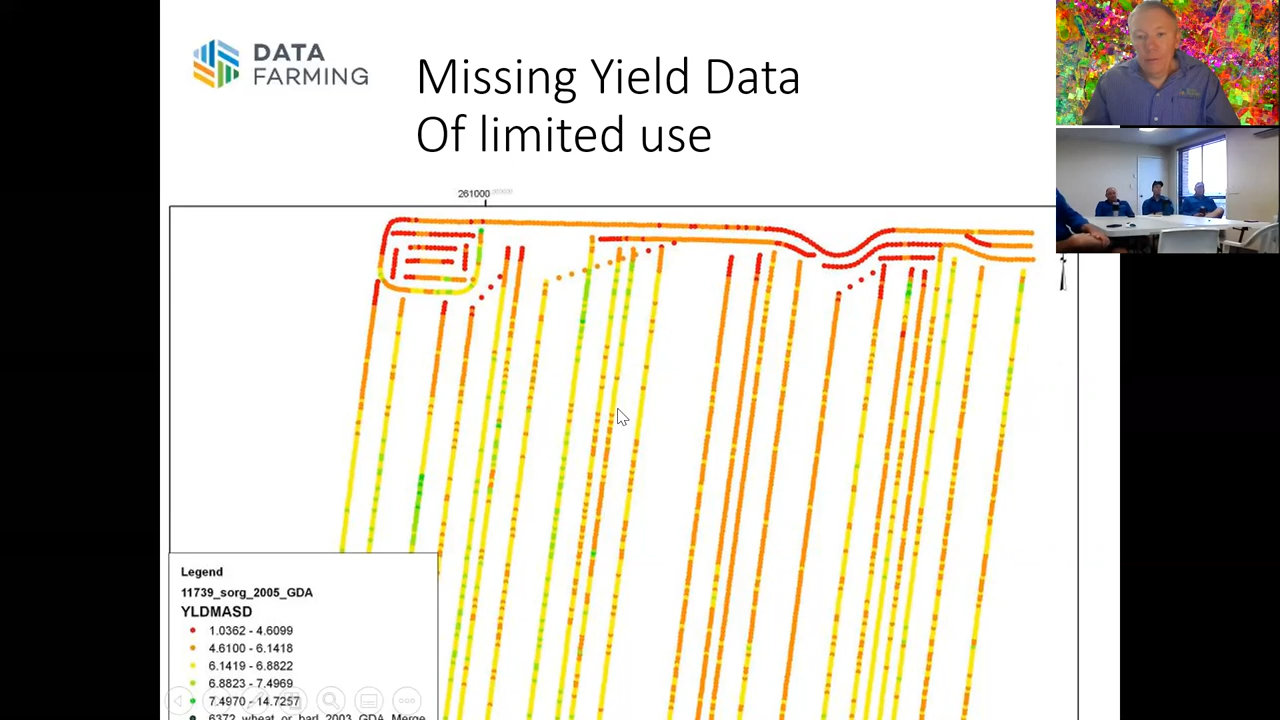 DATA
FARMING
Missing Yield Data
Of limited use
261000
Legend
11739_sorg_2005_GDA
YLDMASD
1.0362 - 4.6099
4.6100 - 6.1418
6.1419 - 6.8822
6.8823 - 7.4969
7.4970 - 14.7257
6372_wheat_or_barl_2003_GDA_Merge